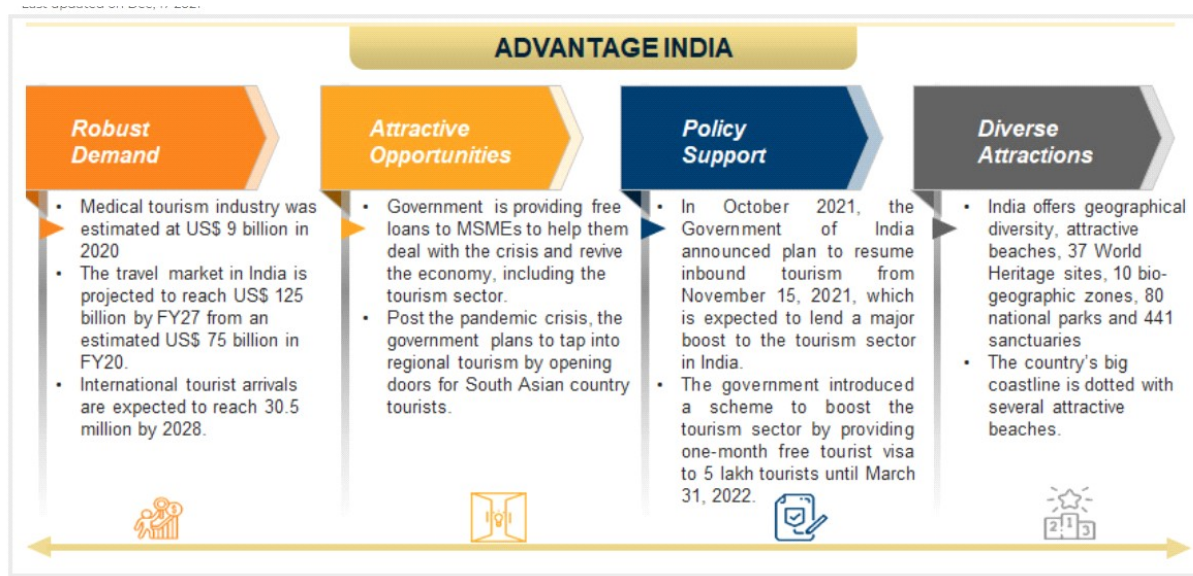 ADVANTAGE INDIA
Robust
Demand
• Medical tourism industry was
estimated at US$ 9 billion in
2020
• The travel market in India is
projected to reach US$ 125
billion by FY27 from an
estimated US$ 75 billion in
FY20.
• International tourist arrivals
are expected to reach 30.5
million by 2028.
Attractive
Opportunities
• Government is providing free
loans to MSMEs to help them
deal with the crisis and revive
the economy, including the
tourism sector.
• Post the pandemic crisis, the
government plans to tap into
regional tourism by opening
doors for South Asian country
tourists.
Policy
Support
• In October 2021, the
Government of India
announced plan to resume
inbound tourism from
November 15, 2021, which
is expected to lend a major
boost to the tourism sector
in India.
• The government introduced
a scheme to boost the
tourism sector by providing
one-month free tourist visa
to 5 lakh tourists until March
31, 2022.
Diverse
Attractions
• India offers geographical
diversity, attractive
beaches, 37 World
Heritage sites, 10 bio-
geographic zones, 80
national parks and 441
sanctuaries
• The country's big
coastline is dotted with
several attractive
beaches.
2 1 3